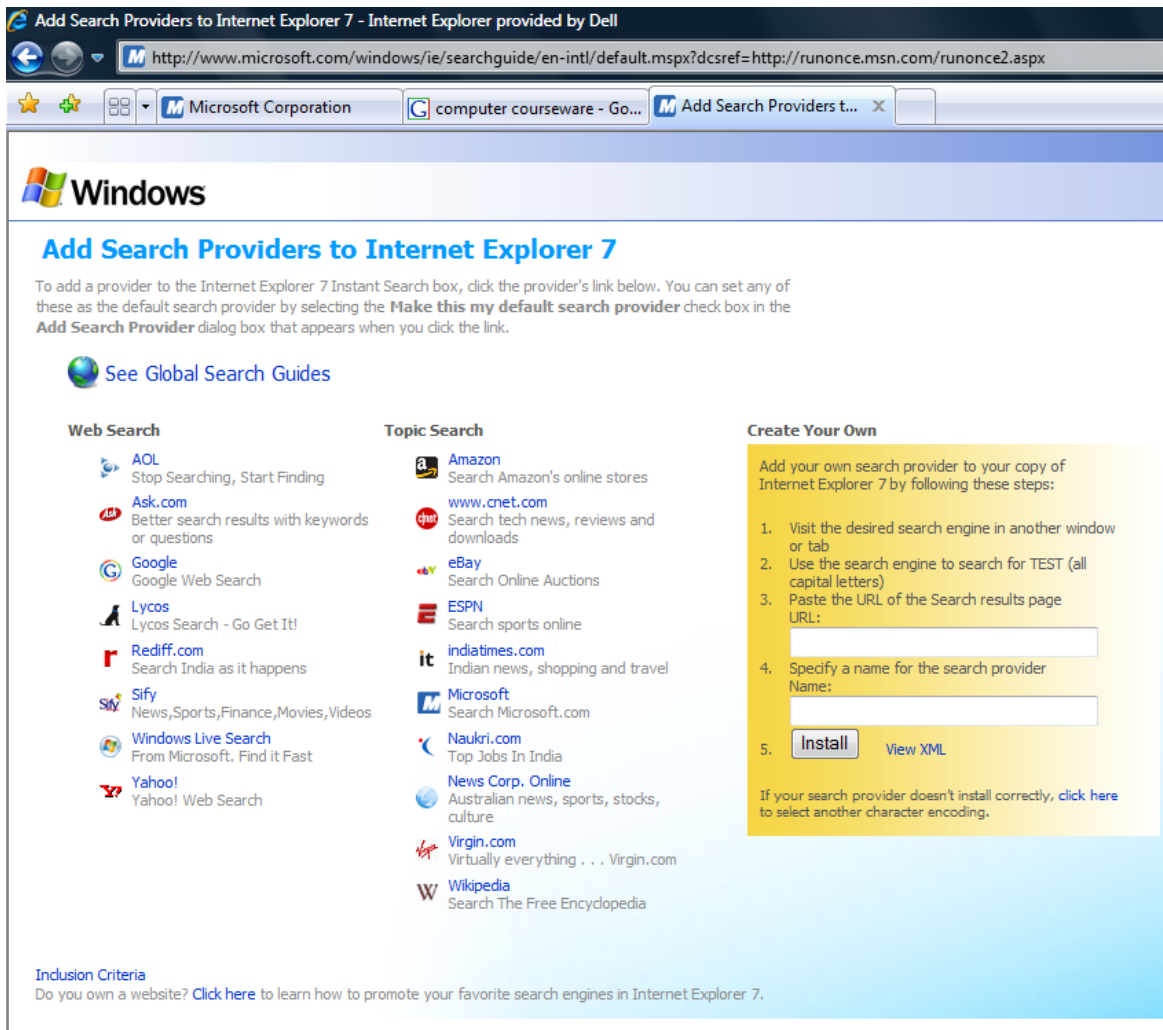 Add Search Providers to Internet Explorer 7 - Internet Explorer provided by Dell
http://www.microsoft.com/windows/ie/searchguide/en-intl/default.mspx?dcsref=http://runonce.msn.com/runonce2.aspx
Microsoft Corporation
computer courseware - Go...
Add Search Providers t...
Windows
Add Search Providers to Internet Explorer 7
To add a provider to the Internet Explorer 7 Instant Search box, click the provider's link below. You can set any of
these as the default search provider by selecting the Make this my default search provider check box in the
Add Search Provider dialog box that appears when you click the link.
See Global Search Guides
Web Search
AOL
Stop Searching, Start Finding
Ask
Ask.com
Better search results with keywords
or questions
Google
Google Web Search
Lycos
Lycos Search - Go Get It!
Rediff.com
Search India as it happens
Sify
Sify
News,Sports,Finance,Movies,Videos
Windows Live Search
From Microsoft. Find it Fast
Yahoo!
Yahoo! Web Search
Topic Search
Amazon
Search Amazon's online stores
cnet
www.cnet.com
Search tech news, reviews and
downloads
ebY
eBay
Search Online Auctions
ESPN
Search sports online
it
indiatimes.com
Indian news, shopping and travel
Microsoft
Search Microsoft.com
Naukri.com
Top Jobs In India
News Corp. Online
Australian news, sports, stocks,
culture
Virgin
Virgin.com
Virtually everything . . . Virgin.com
W
Wikipedia
Search The Free Encyclopedia
Create Your Own
Add your own search provider to your copy of
Internet Explorer 7 by following these steps:
1. Visit the desired search engine in another window
or tab
2. Use the search engine to search for TEST (all
capital letters)
3. Paste the URL of the Search results page
URL:
4. Specify a name for the search provider
Name:
5. Install View XML
If your search provider doesn't install correctly, click here
to select another character encoding.
Inclusion Criteria
Do you own a website? Click here to learn how to promote your favorite search engines in Internet Explorer 7.